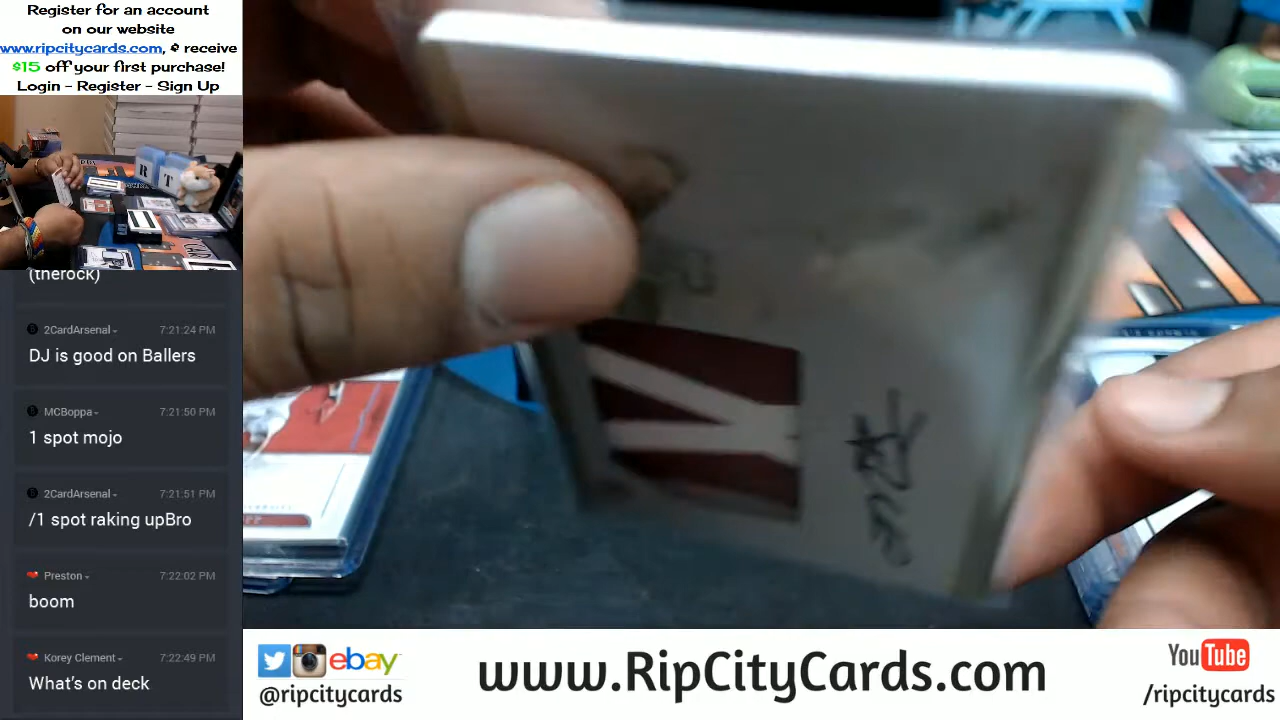 Register for an account
on our website
www.ripcitycards.com, & receive
$15 off your first purchase!
Login - Register - Sign Up
R
T
(therock)
2CardArsenal
7:21:24 PM
DJ is good on Ballers
MCBoppa
7:21:50 PM
1 spot mojo
2CardArsenal
7:21:51 PM
/1 spot raking upBro
Preston
7:22:02 PM
boom
Korey Clement
7:22:49 PM
What's on deck
ebay
@ripcitycards
www.RipCityCards.com
YouTube
/ripcitycards